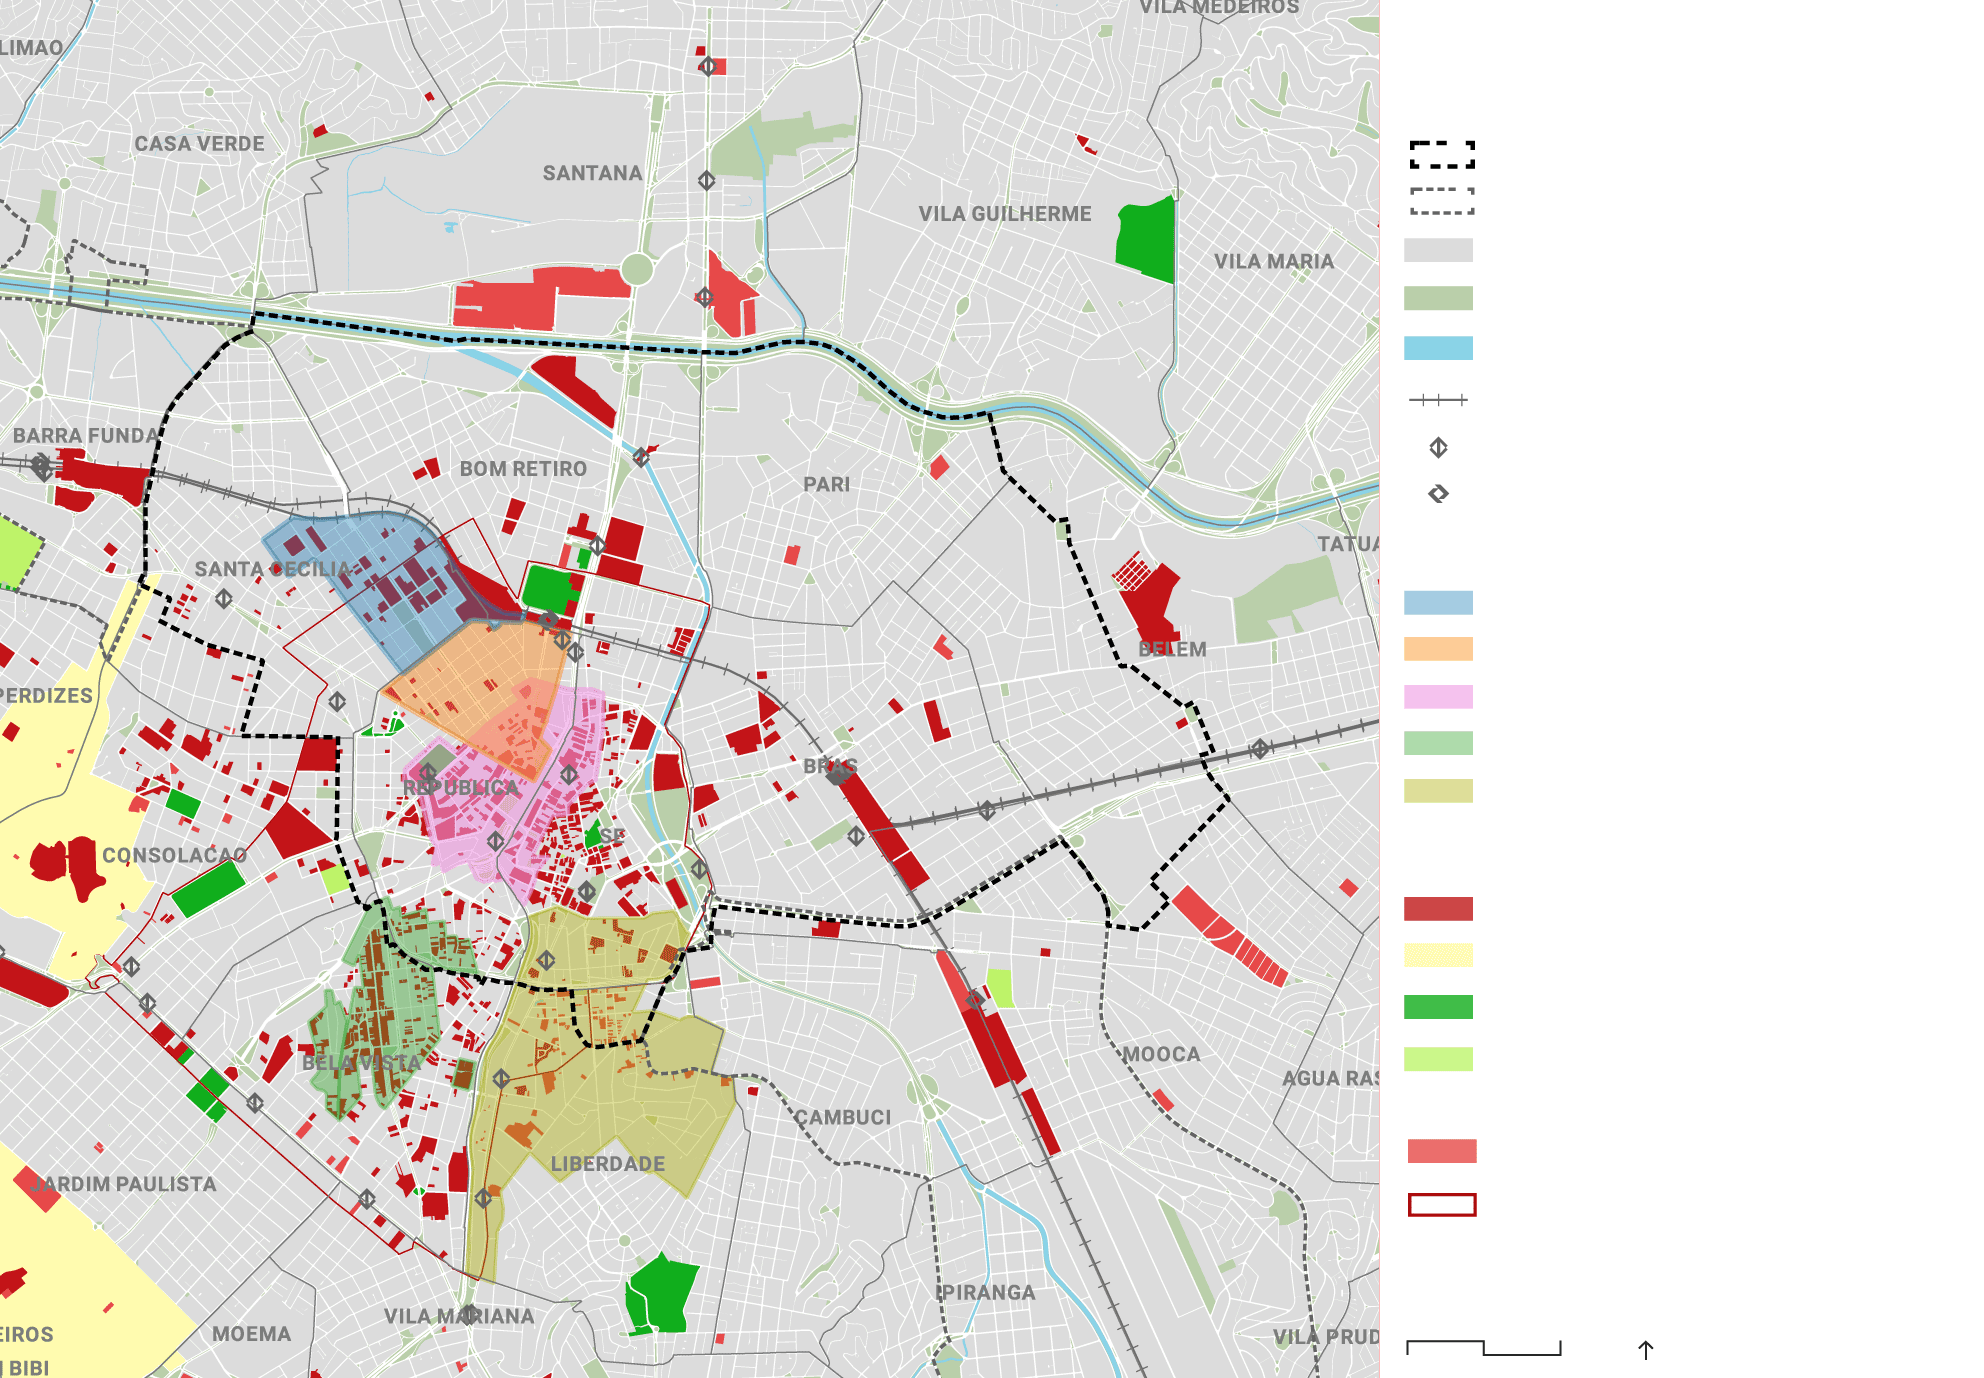 VILA MEDEIROS
LIMAO
CASA VERDE
SANTANA
VILA GUILHERME
VILA MARIA
BARRA FUNDA
BOM RETIRO
PARI
TATUA
SANTA CECILIA
BELEM
PERDIZES
BRAS
REPUBLICA
SE
CONSOLACAO
MOOCA
BELA VISTA
AGUA RAS
CAMBUCI
LIBERDADE
JARDIM PAULISTA
IPIRANGA
VILA MARIANA
MOEMA
EIROS
VILA PRUD
I BIBI